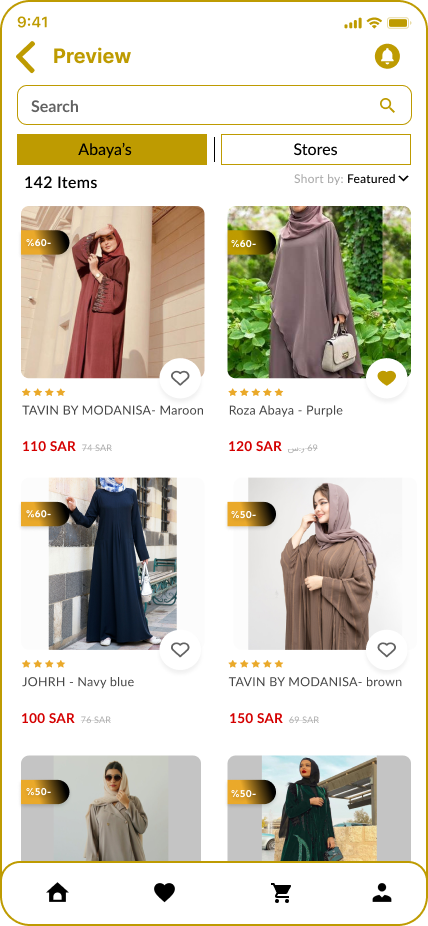 9:41
Preview
Search
Abaya's
Stores
142 Items
Short by: Featured
%60-
%60-
TAVIN BY MODANISA- Maroon
Roza Abaya - Purple
110 SAR 74 SAR
120 SAR 69 ر.س
%60-
%50-
JOHRH - Navy blue
TAVIN BY MODANISA- brown
100 SAR 76 SAR
150 SAR 69 SAR
%50-
%50-